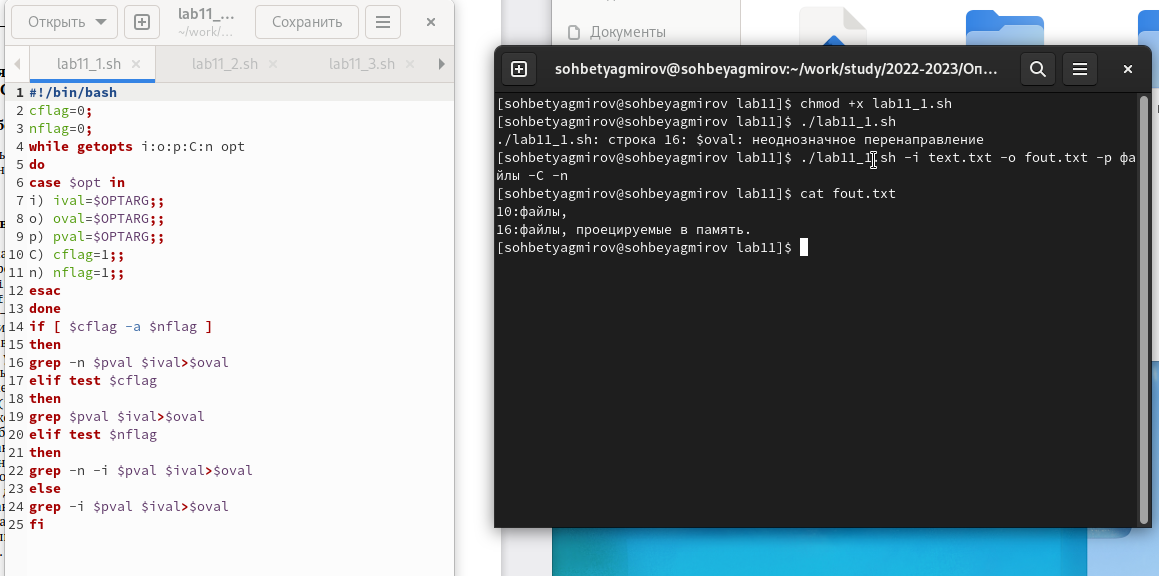 Открыть
lab11_...
~/work/...
Сохранить
lab11_1.sh
lab11_2.sh
lab11_3.sh
1 #!/bin/bash
2 cflag=0;
3 nflag=0;
4 while getopts i:o:p:C:n opt
5 do
6 case $opt in
7 i) ival=$OPTARG;;
8 o) oval=$OPTARG;;
9 p) pval=$OPTARG;;
10 C) cflag=1;;
11 n) nflag=1;;
12 esac
13 done
14 if [ $cflag -a $nflag ]
15 then
16 grep -n $pval $ival>$oval
17 elif test $cflag
18 then
19 grep $pval $ival>$oval
20 elif test $nflag
21 then
22 grep -n -i $pval $ival>$oval
23 else
24 grep -i $pval $ival>$oval
25 fi
Документы
sohbetyagmirov@sohbeyagmirov:~/work/study/2022-2023/Оп...
[sohbetyagmirov@sohbeyagmirov lab11]$ chmod +x lab11_1.sh
[sohbetyagmirov@sohbeyagmirov lab11]$ ./lab11_1.sh
./lab11_1.sh: строка 16: $oval: неоднозначное перенаправление
[sohbetyagmirov@sohbeyagmirov lab11]$ ./lab11_1.sh -i text.txt -o fout.txt -p фа
йлы -C -n
[sohbetyagmirov@sohbeyagmirov lab11]$ cat fout.txt
10:файлы,
16:файлы, проецируемые в память.
[sohbetyagmirov@sohbeyagmirov lab11]$